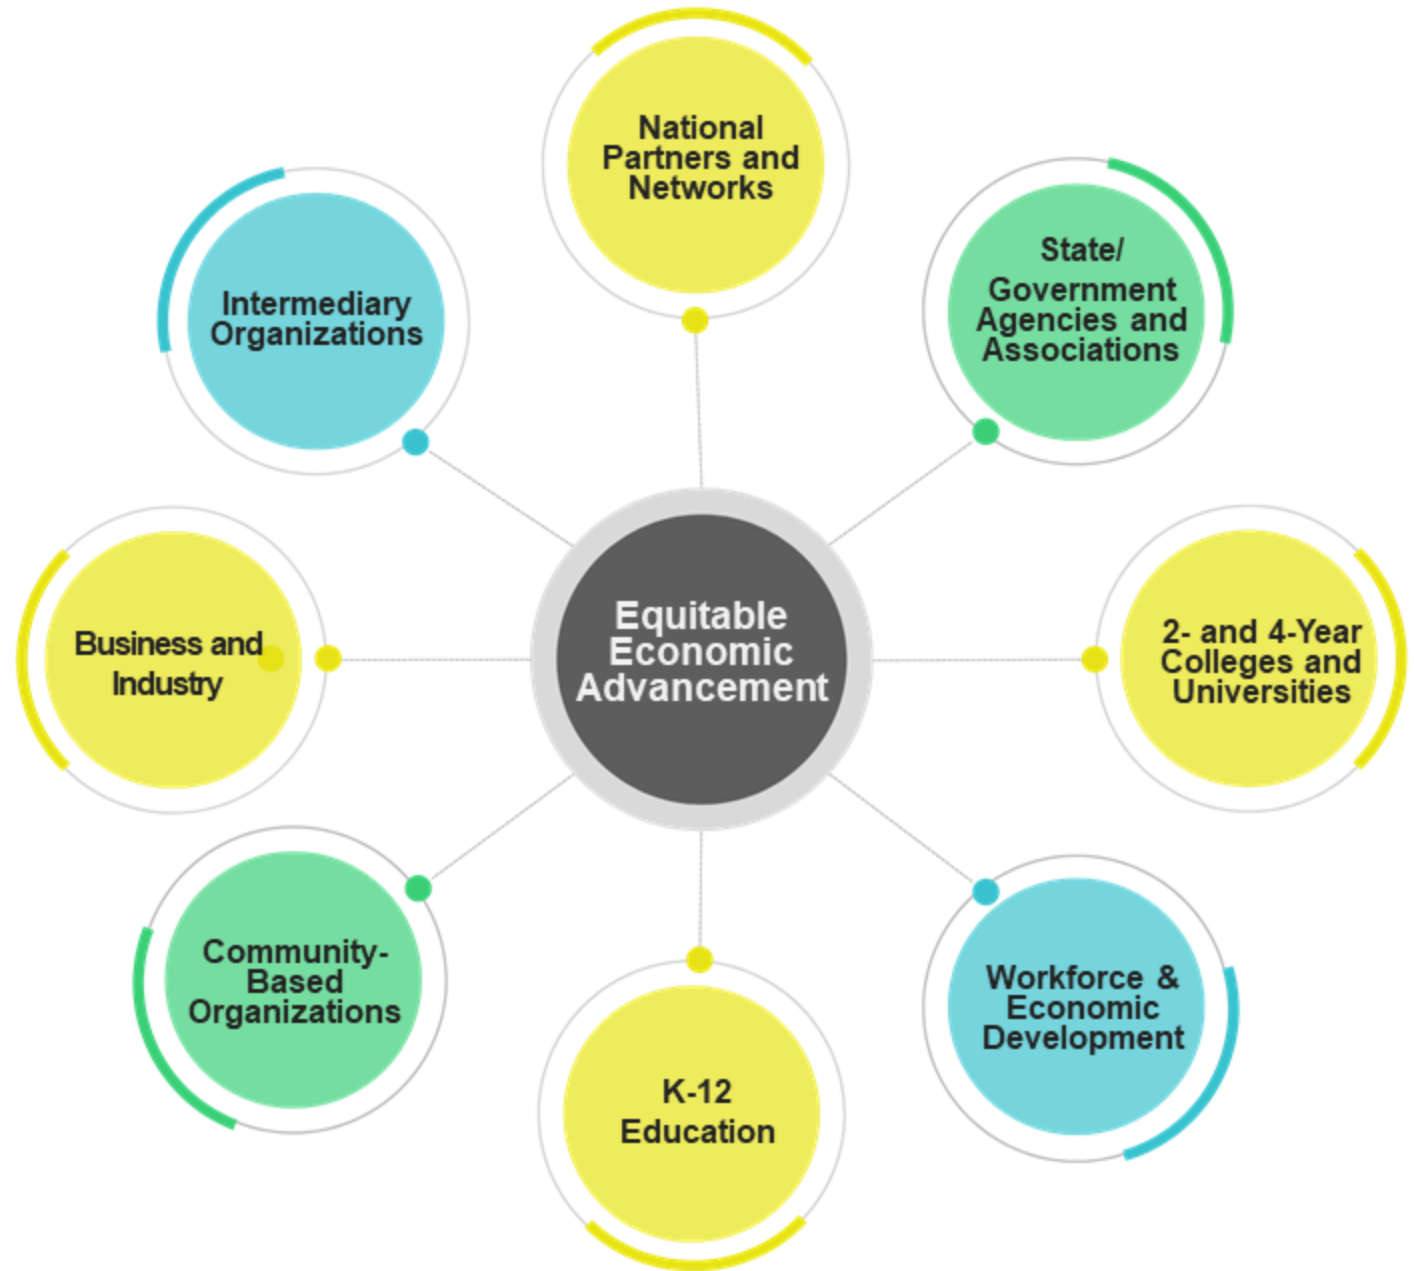 National
Partners and
Networks
State/
Government
Agencies and
Associations
Intermediary
Organizations
Business and
Industry
Equitable
Economic
Advancement
2- and 4-Year
Colleges and
Universities
Community-
Based
Organizations
Workforce &
Economic
Development
K-12
Education